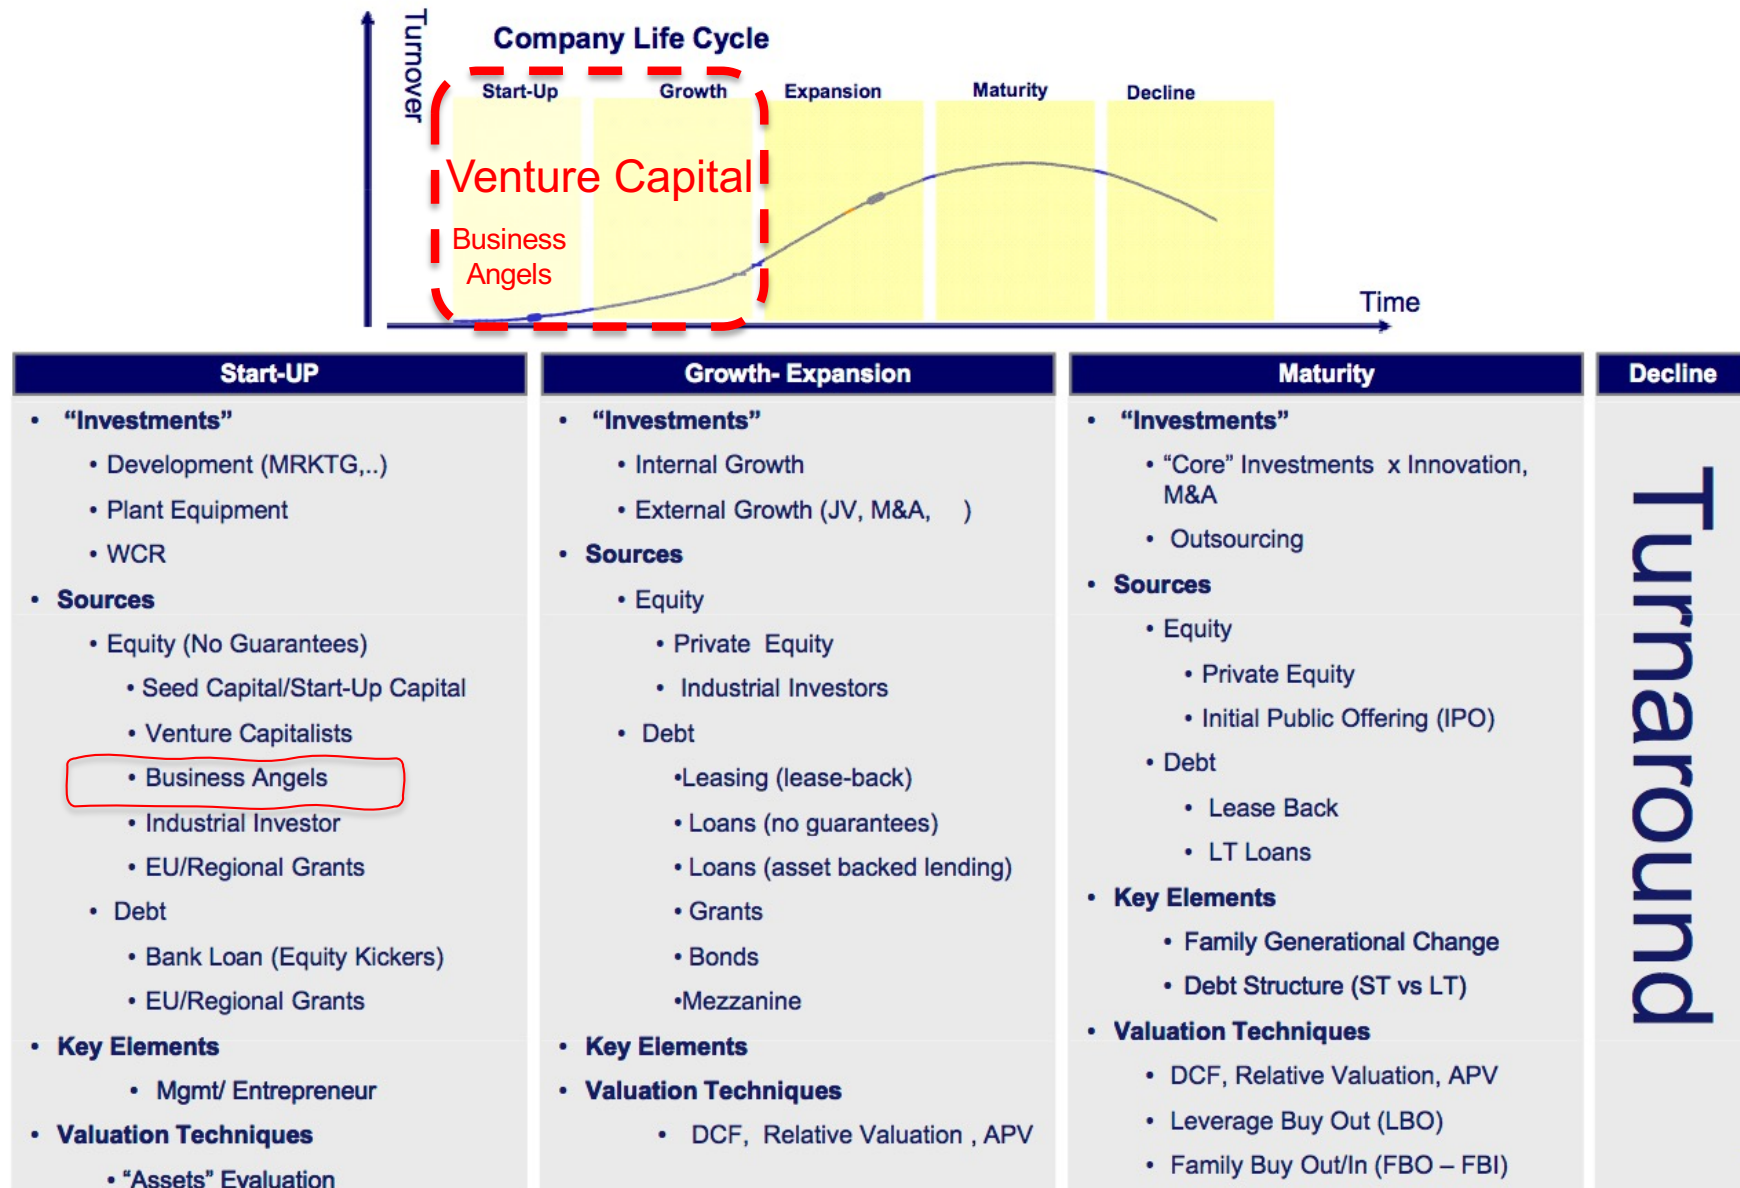 Turnover
Company Life Cycle
Start-Up
Growth
Expansion
Maturity
Decline
Venture Capital
Business
Angels
Time
Start-UP
• “Investments”
• Development (MRKTG,..)
• Plant Equipment
• WCR
• Sources
• Equity (No Guarantees)
• Seed Capital/Start-Up Capital
• Venture Capitalists
• Business Angels
• Industrial Investor
• EU/Regional Grants
• Debt
• Bank Loan (Equity Kickers)
• EU/Regional Grants
• Key Elements
• Mgmt/ Entrepreneur
• Valuation Techniques
• “Assets” Evaluation
Growth- Expansion
• “Investments”
• Internal Growth
• External Growth (JV, M&A, )
• Sources
• Equity
• Private Equity
• Industrial Investors
• Debt
•Leasing (lease-back)
• Loans (no guarantees)
• Loans (asset backed lending)
• Grants
• Bonds
•Mezzanine
• Key Elements
• Valuation Techniques
• DCF, Relative Valuation , APV
Maturity
• “Investments”
• “Core” Investments x Innovation,
M&A
• Outsourcing
• Sources
• Equity
• Private Equity
• Initial Public Offering (IPO)
• Debt
• Lease Back
• LT Loans
• Key Elements
• Family Generational Change
• Debt Structure (ST vs LT)
• Valuation Techniques
• DCF, Relative Valuation, APV
• Leverage Buy Out (LBO)
• Family Buy Out/In (FBO – FBI)
Decline
Turnaround